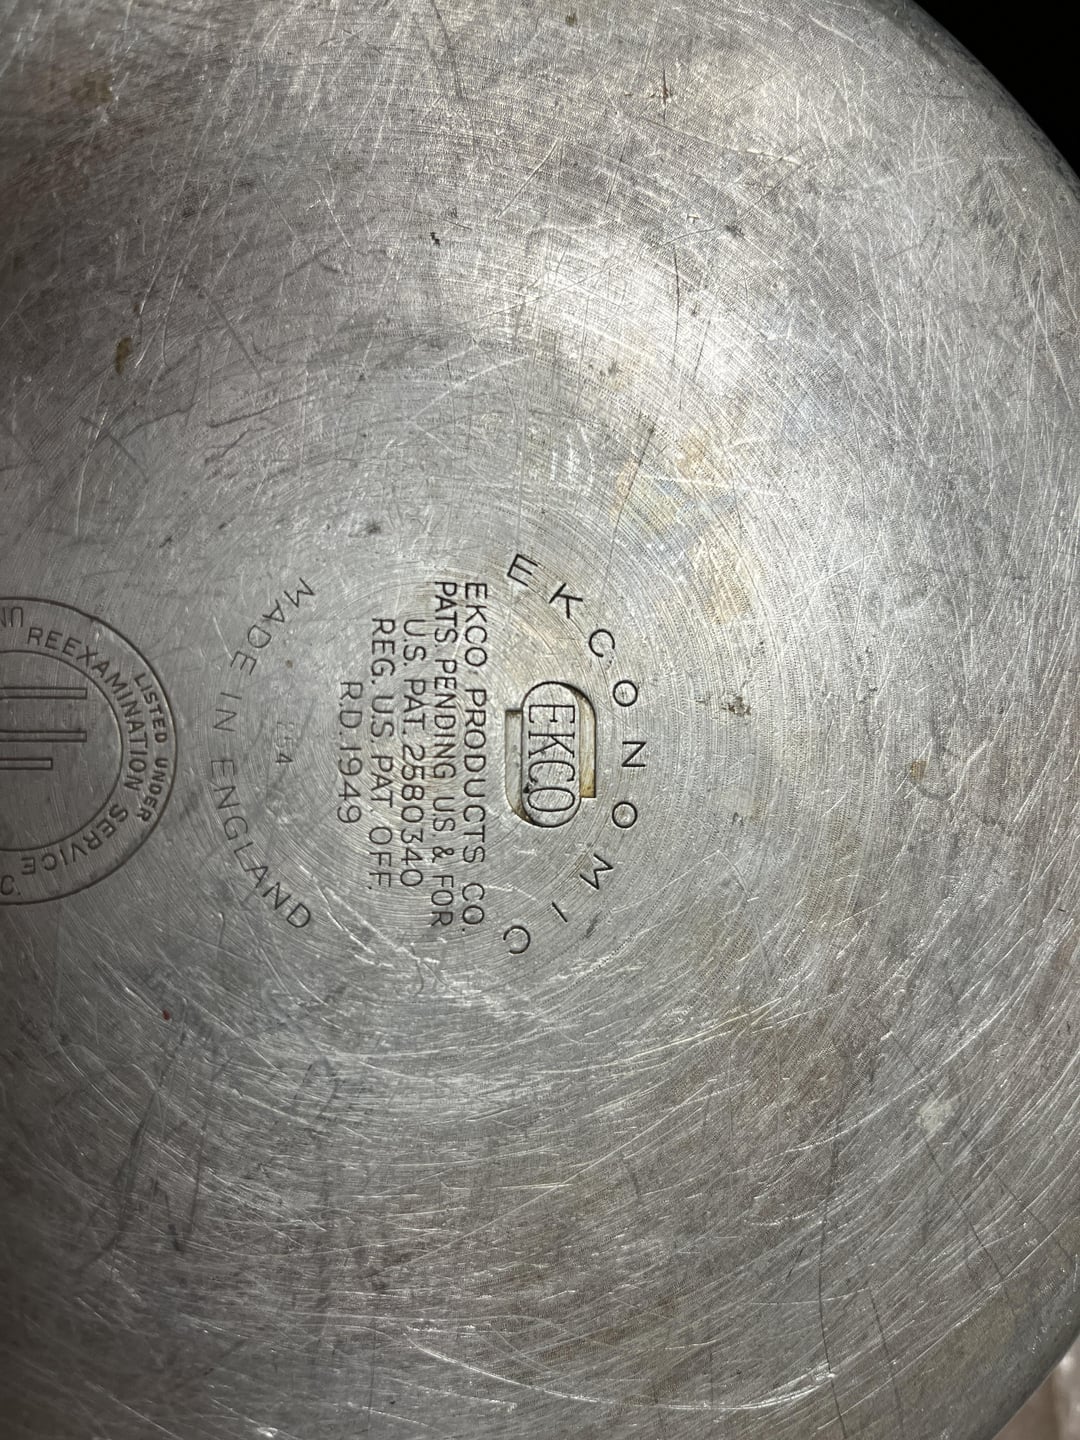 EKCONOMIC
EKCO
EKCO PRODUCTS CO.
PATS. PENDING U.S. & FOR
U.S. PAT. 2580340
REG. U.S. PAT OFF.
R.D. 1949
MADE IN ENGLAND
LISTED UNDER
REEXAMINATION SERVICE